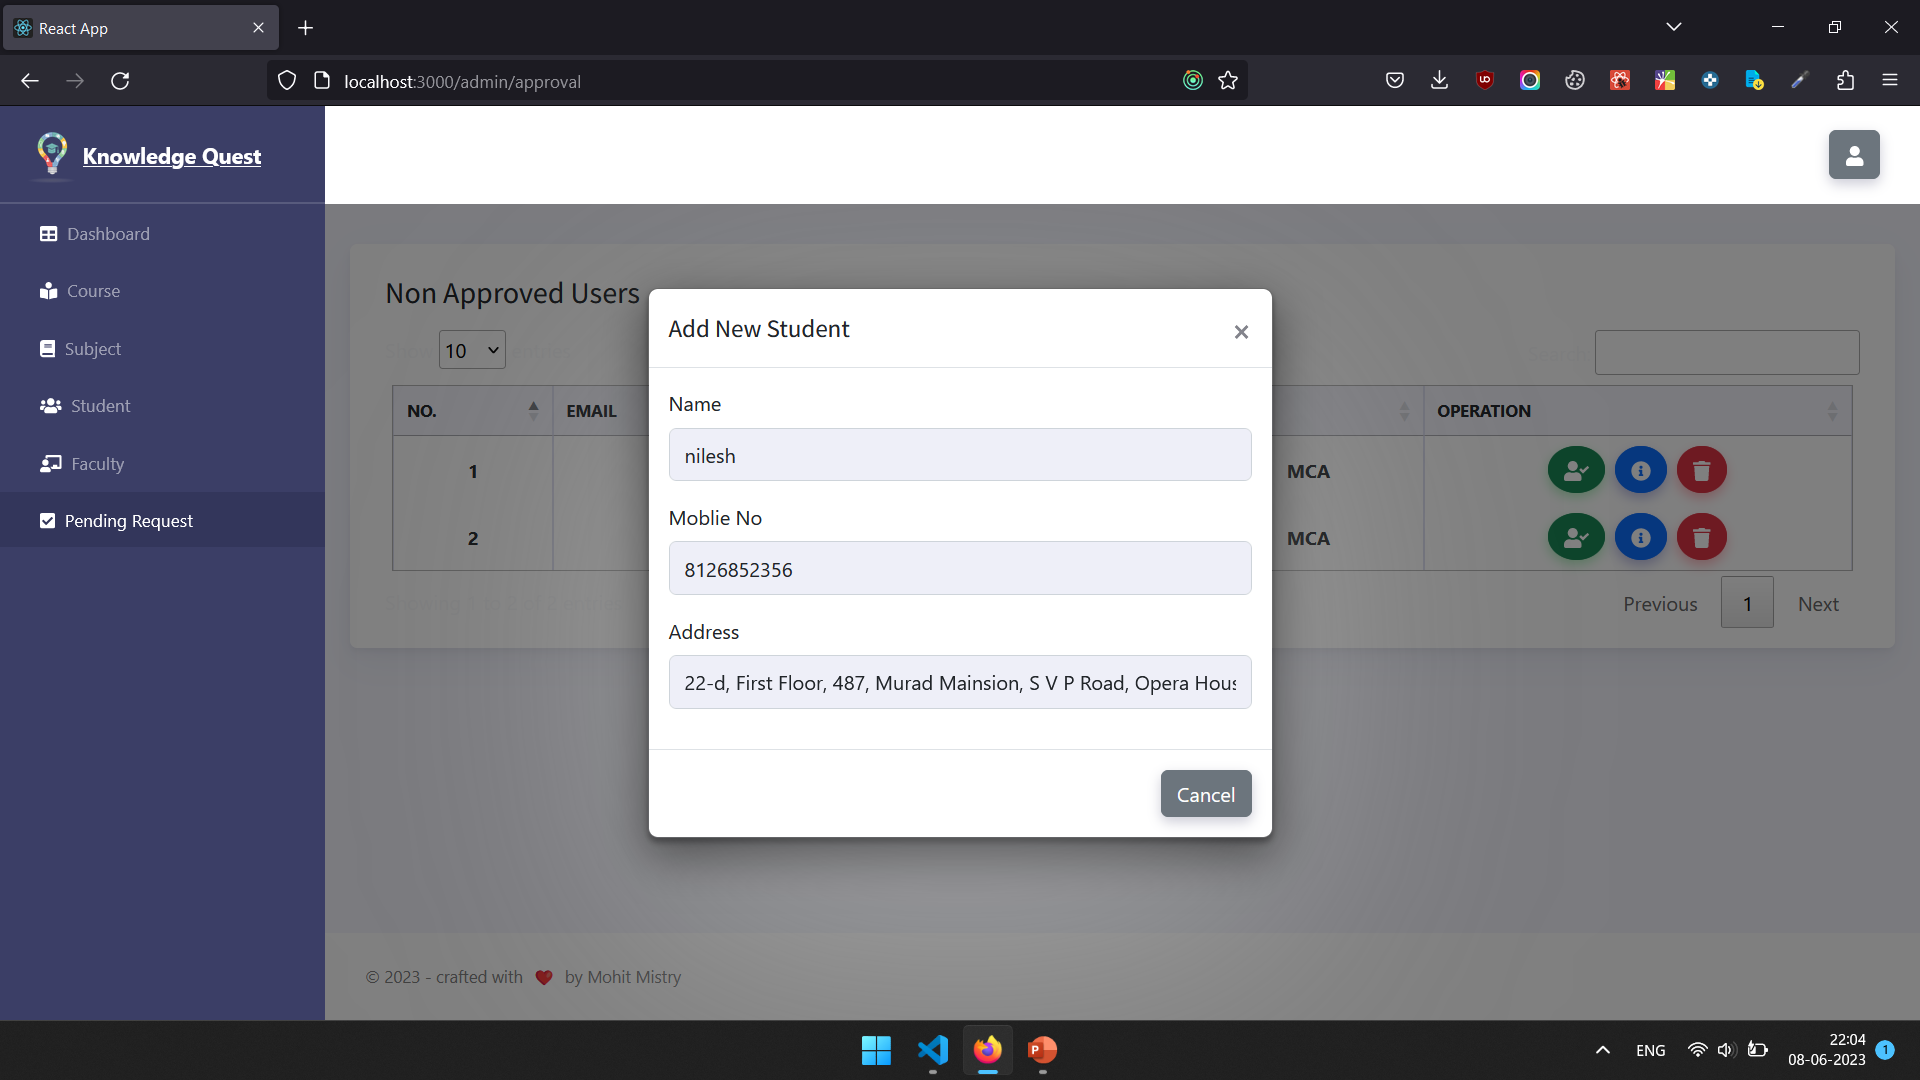 React App
localhost:3000/admin/approval
Knowledge Quest
Dashboard
Course
Subject
Student
Faculty
Pending Request
Non Approved Users
10
NO.
EMAIL
OPERATION
1
MCA
2
MCA
Previous
1
Next
Add New Student
×
Name
nilesh
Moblie No
8126852356
Address
22-d, First Floor, 487, Murad Mainsion, S V P Road, Opera Hous
Cancel
© 2023 - crafted with ❤ by Mohit Mistry
ENG
22:04
08-06-2023
1